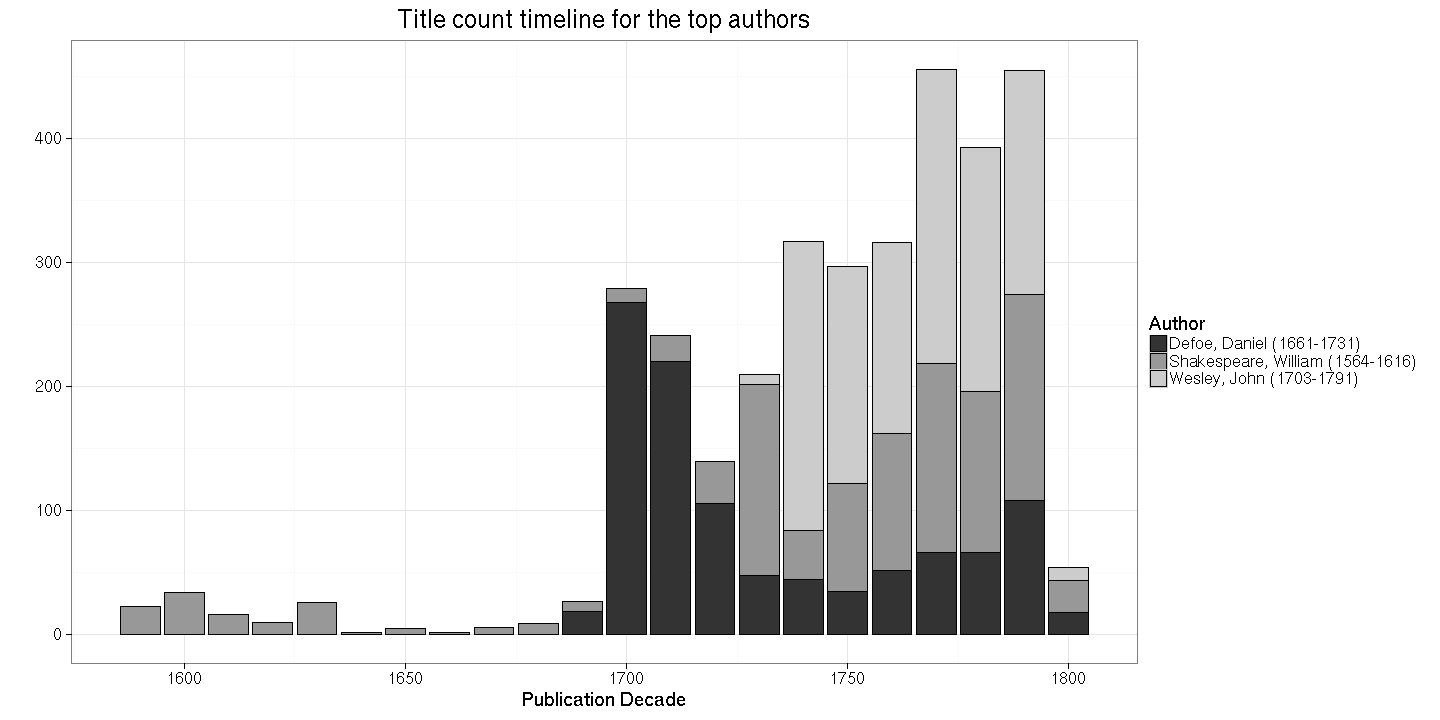 Title count timeline for the top authors
400
300
200
100
0
1600
1650
1700
1750
1800
Publication Decade
Author
Defoe, Daniel (1661-1731)
Shakespeare, William (1564-1616)
Wesley, John (1703-1791)